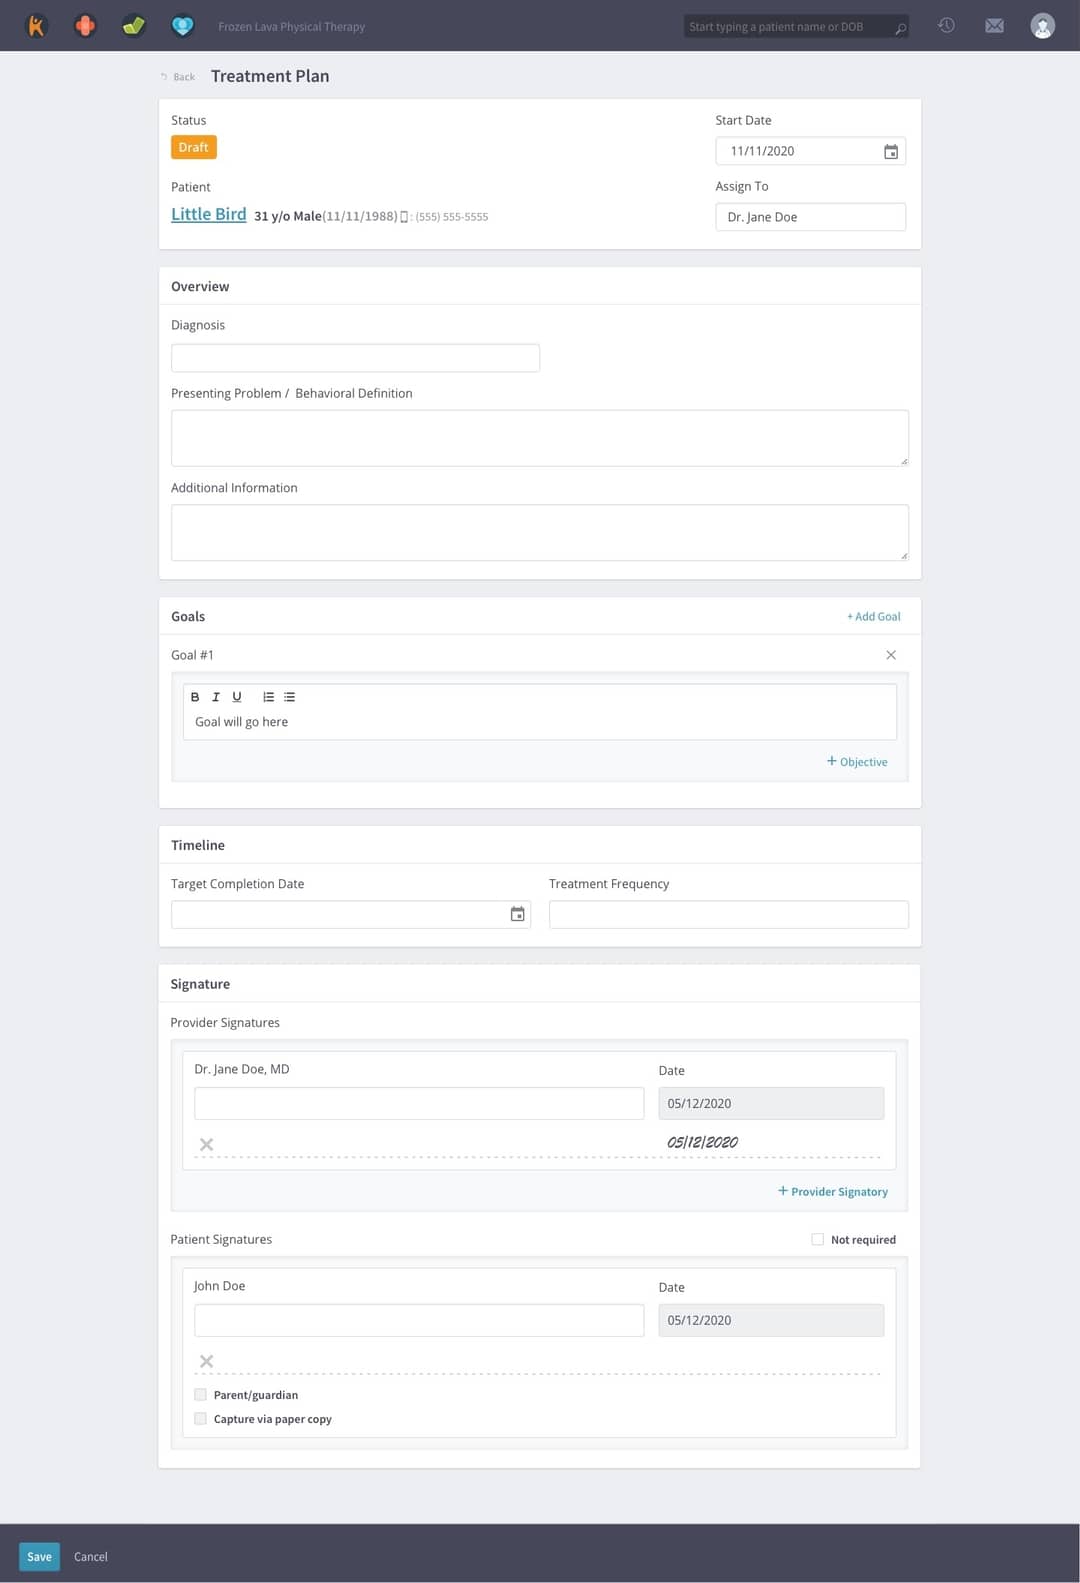 Frozen Lava Physical Therapy
Start typing a patient name or DOB
Back
Treatment Plan
Status
Start Date
Draft
11/11/2020
Patient
Assign To
Little Bird 31 y/o Male(11/11/1988) : (555) 555-5555
Dr. Jane Doe
Overview
Diagnosis
Presenting Problem / Behavioral Definition
Additional Information
Goals
+ Add Goal
Goal #1
B I U
Goal will go here
+ Objective
Timeline
Target Completion Date
Treatment Frequency
Signature
Provider Signatures
Dr. Jane Doe, MD
Date
05/12/2020
05/12/2020
+ Provider Signatory
Patient Signatures
Not required
John Doe
Date
05/12/2020
Parent/guardian
Capture via paper copy
Save
Cancel